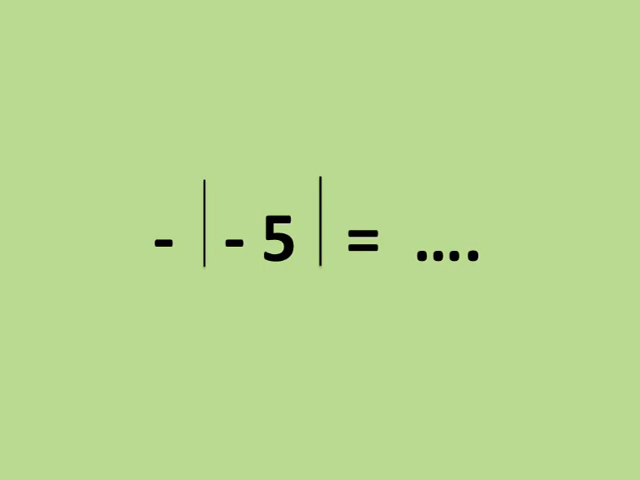 - | - 5 | = ....